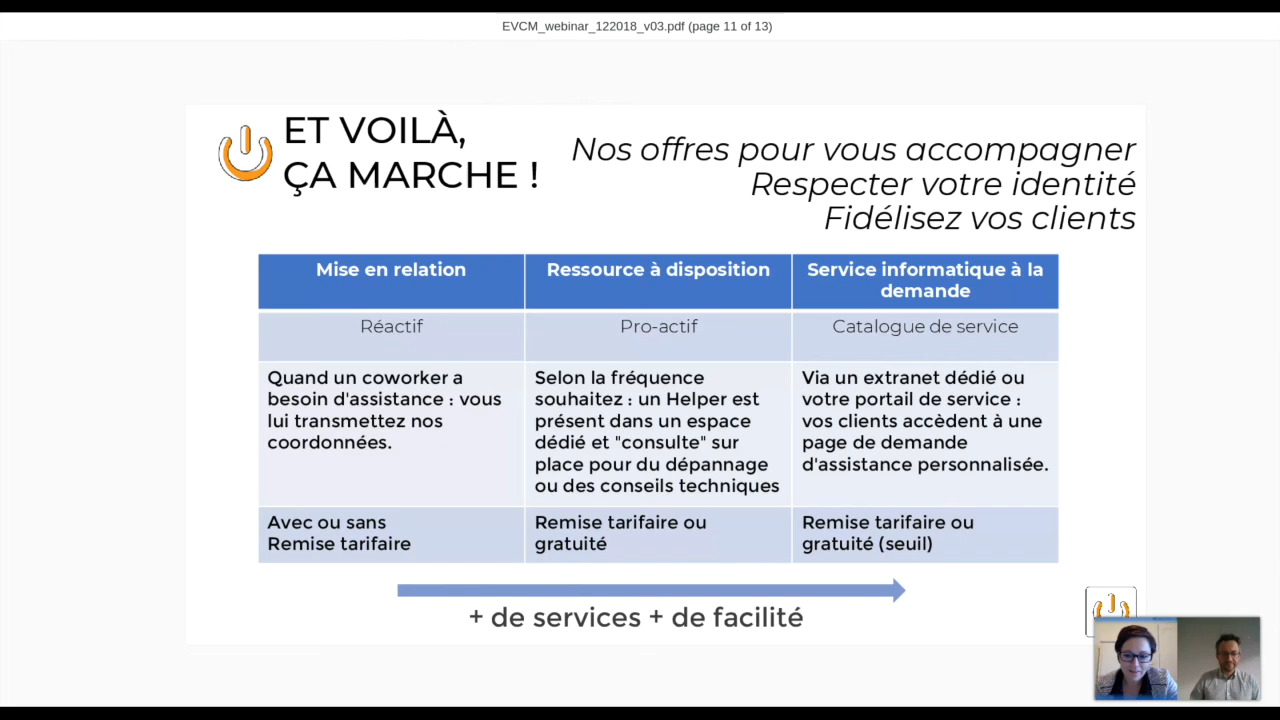 EVCM_webinar_122018_v03.pdf (page 11 of 13)
ET VOILÀ,
ÇA MARCHE !
Nos offres pour vous accompagner
Respecter votre identité
Fidélisez vos clients
Mise en relation
Ressource à disposition
Service informatique à la
demande
Réactif
Pro-actif
Catalogue de service
Quand un coworker a
besoin d'assistance : vous
lui transmettez nos
coordonnées.
Selon la fréquence
souhaitez : un Helper est
présent dans un espace
dédié et "consulte" sur
place pour du dépannage
ou des conseils techniques
Via un extranet dédié ou
votre portail de service :
vos clients accèdent à une
page de demande
d'assistance personnalisée.
Avec ou sans
Remise tarifaire
Remise tarifaire ou
gratuité
Remise tarifaire ou
gratuité (seuil)
+ de services + de facilité